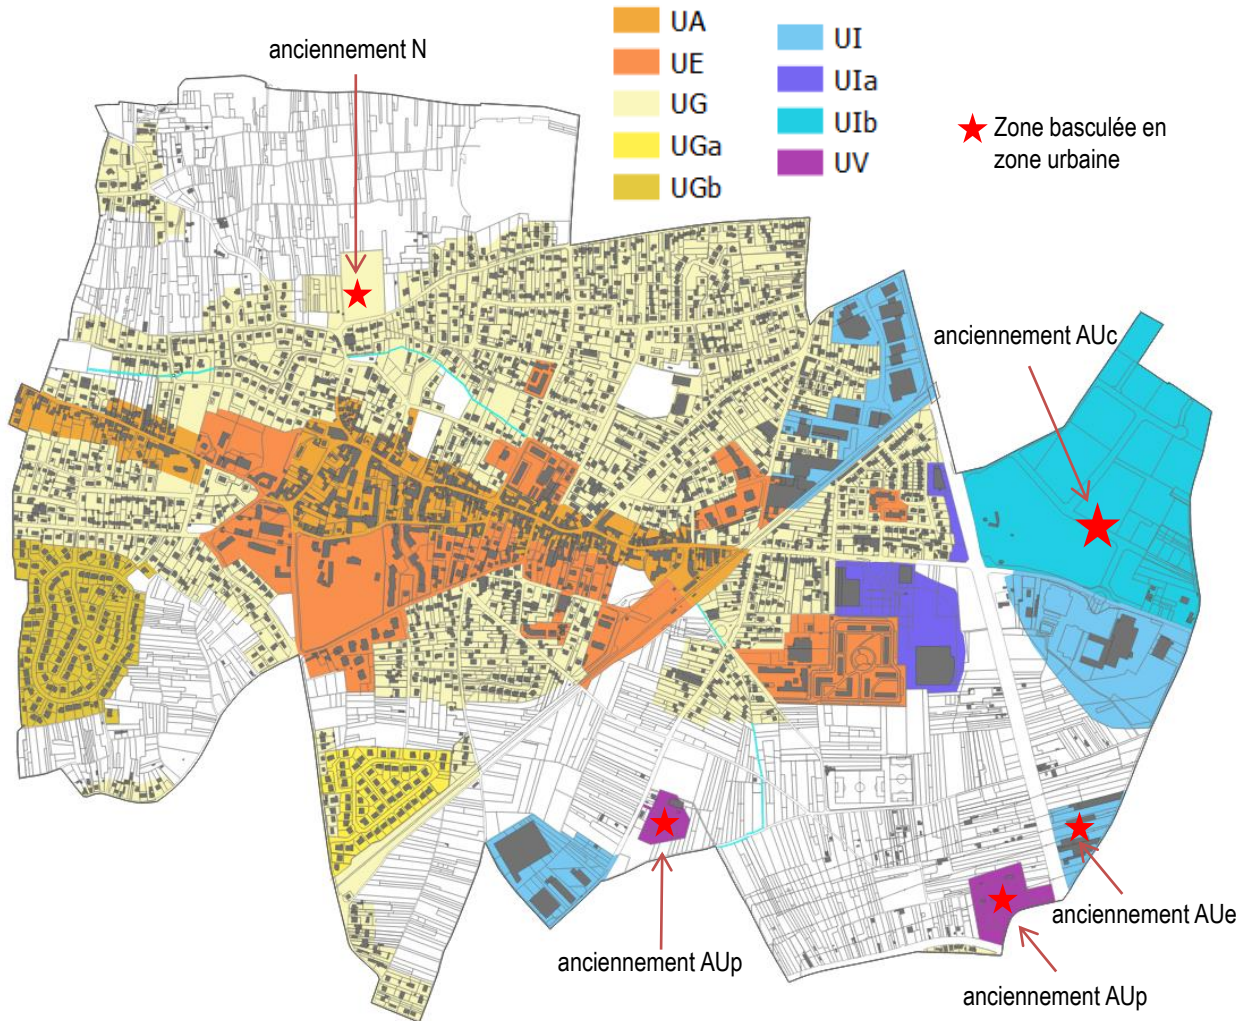 UA
UE
UG
UGa
UGb
UI
UIa
UIb
UV
Zone basculée en
zone urbaine
anciennement N
anciennement AUc
anciennement AUe
anciennement AUp
anciennement AUp